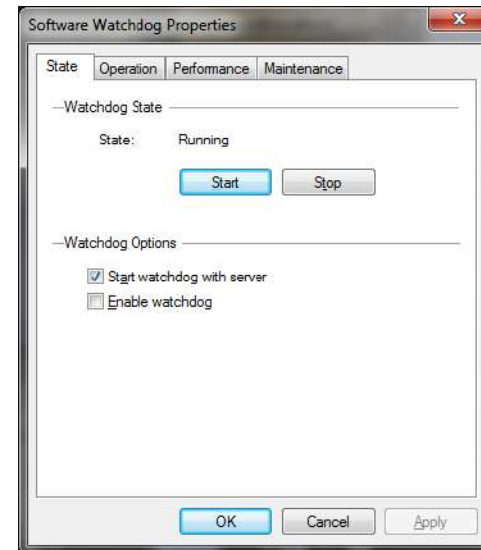 Software Watchdog Properties
State Operation Performance Maintenance
Watchdog State
State: Running
Start Stop
Watchdog Options
Start watchdog with server
Enable watchdog
OK Cancel Apply